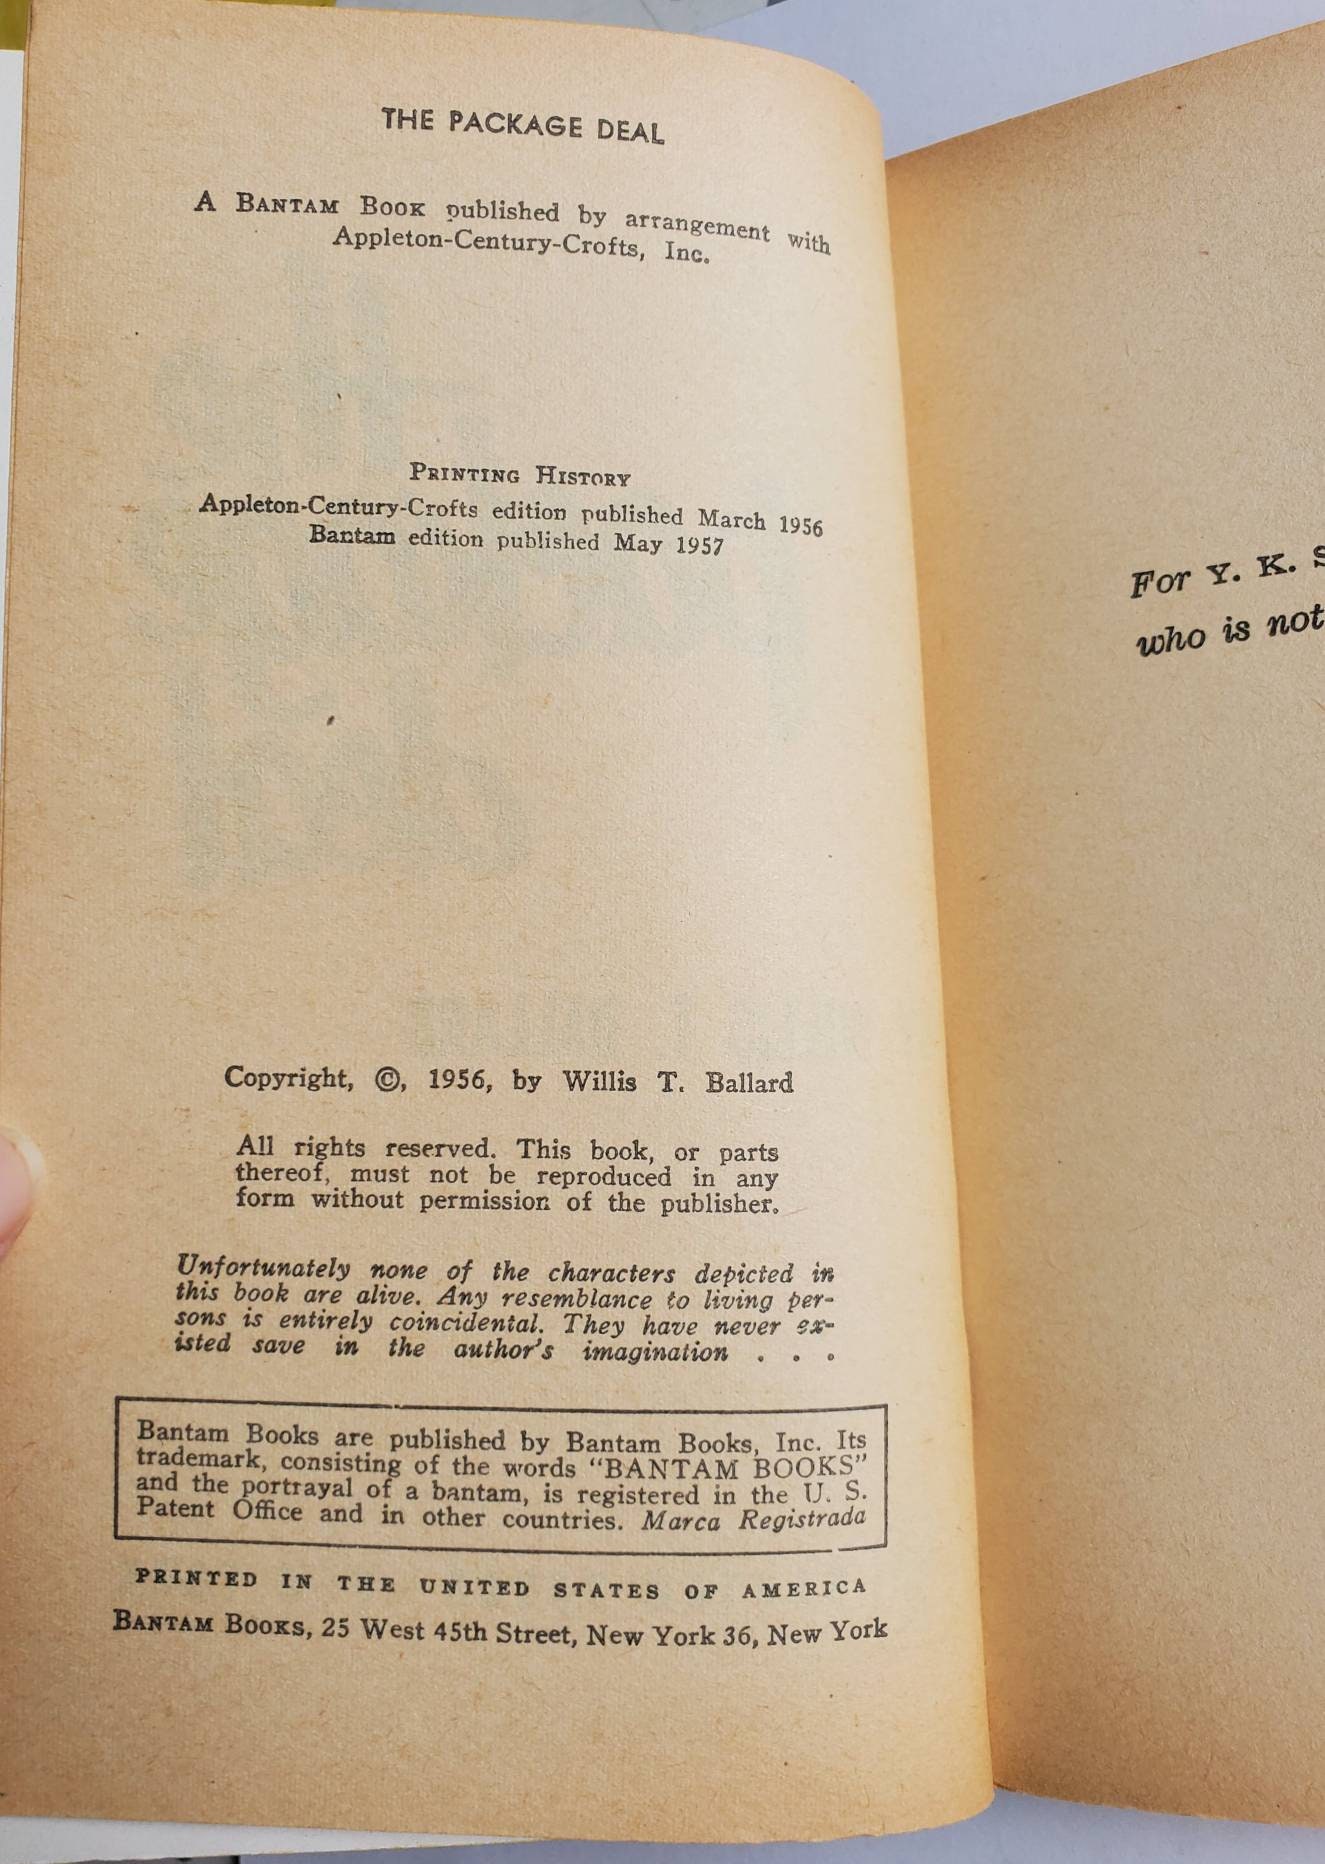 THE PACKAGE DEAL
A BANTAM BOOK published by arrangement with
Appleton-Century-Crofts, Inc.
PRINTING HISTORY
Appleton-Century-Crofts edition published March 1956
Bantam edition published May 1957
Copyright, ©, 1956, by Willis T. Ballard
All rights reserved. This book, or parts
thereof, must not be reproduced in any
form without permission of the publisher.
Unfortunately none of the characters depicted in
this book are alive. Any resemblance to living per-
sons is entirely coincidental. They have never ex-
isted save in the author's imagination . . .
Bantam Books are published by Bantam Books, Inc. Its
trademark, consisting of the words "BANTAM BOOKS"
and the portrayal of a bantam, is registered in the U. S.
Patent Office and in other countries. Marca Registrada
PRINTED IN THE UNITED STATES OF AMERICA
BANTAM BOOKS, 25 West 45th Street, New York 36, New York
For Y. K. S
who is not